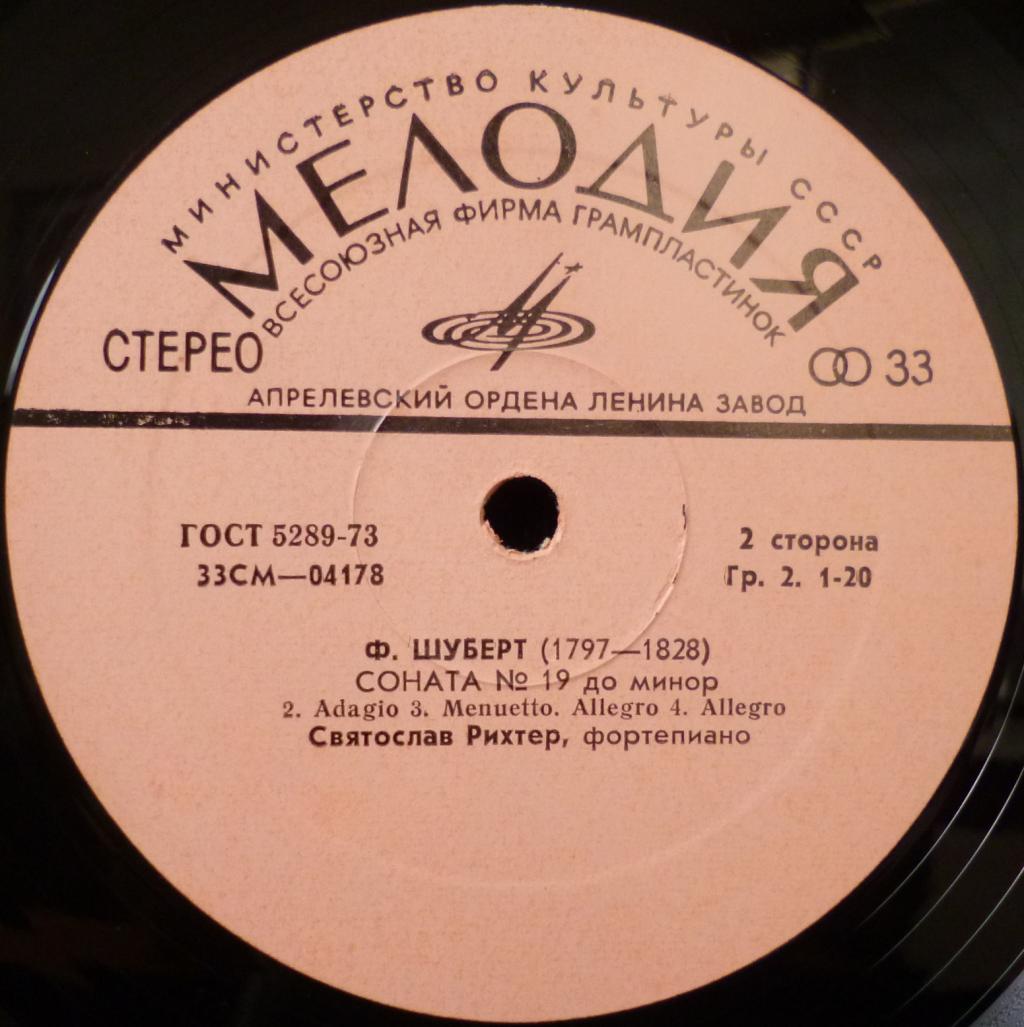 МИНИСТЕРСТВО КУЛЬТУРЫ СССР
МЕЛОДИЯ
ВСЕСОЮЗНАЯ ФИРМА ГРАМПЛАСТИНОК
СТЕРЕО
33
АПРЕЛЕВСКИЙ ОРДЕНА ЛЕНИНА ЗАВОД
ГОСТ 5289-73
2 сторона
33СМ—04178
Гр. 2. 1-20
Ф. ШУБЕРТ (1797—1828)
СОНАТА № 19 до минор
2. Adagio 3. Menuetto. Allegro 4. Allegro
Святослав Рихтер, фортепиано